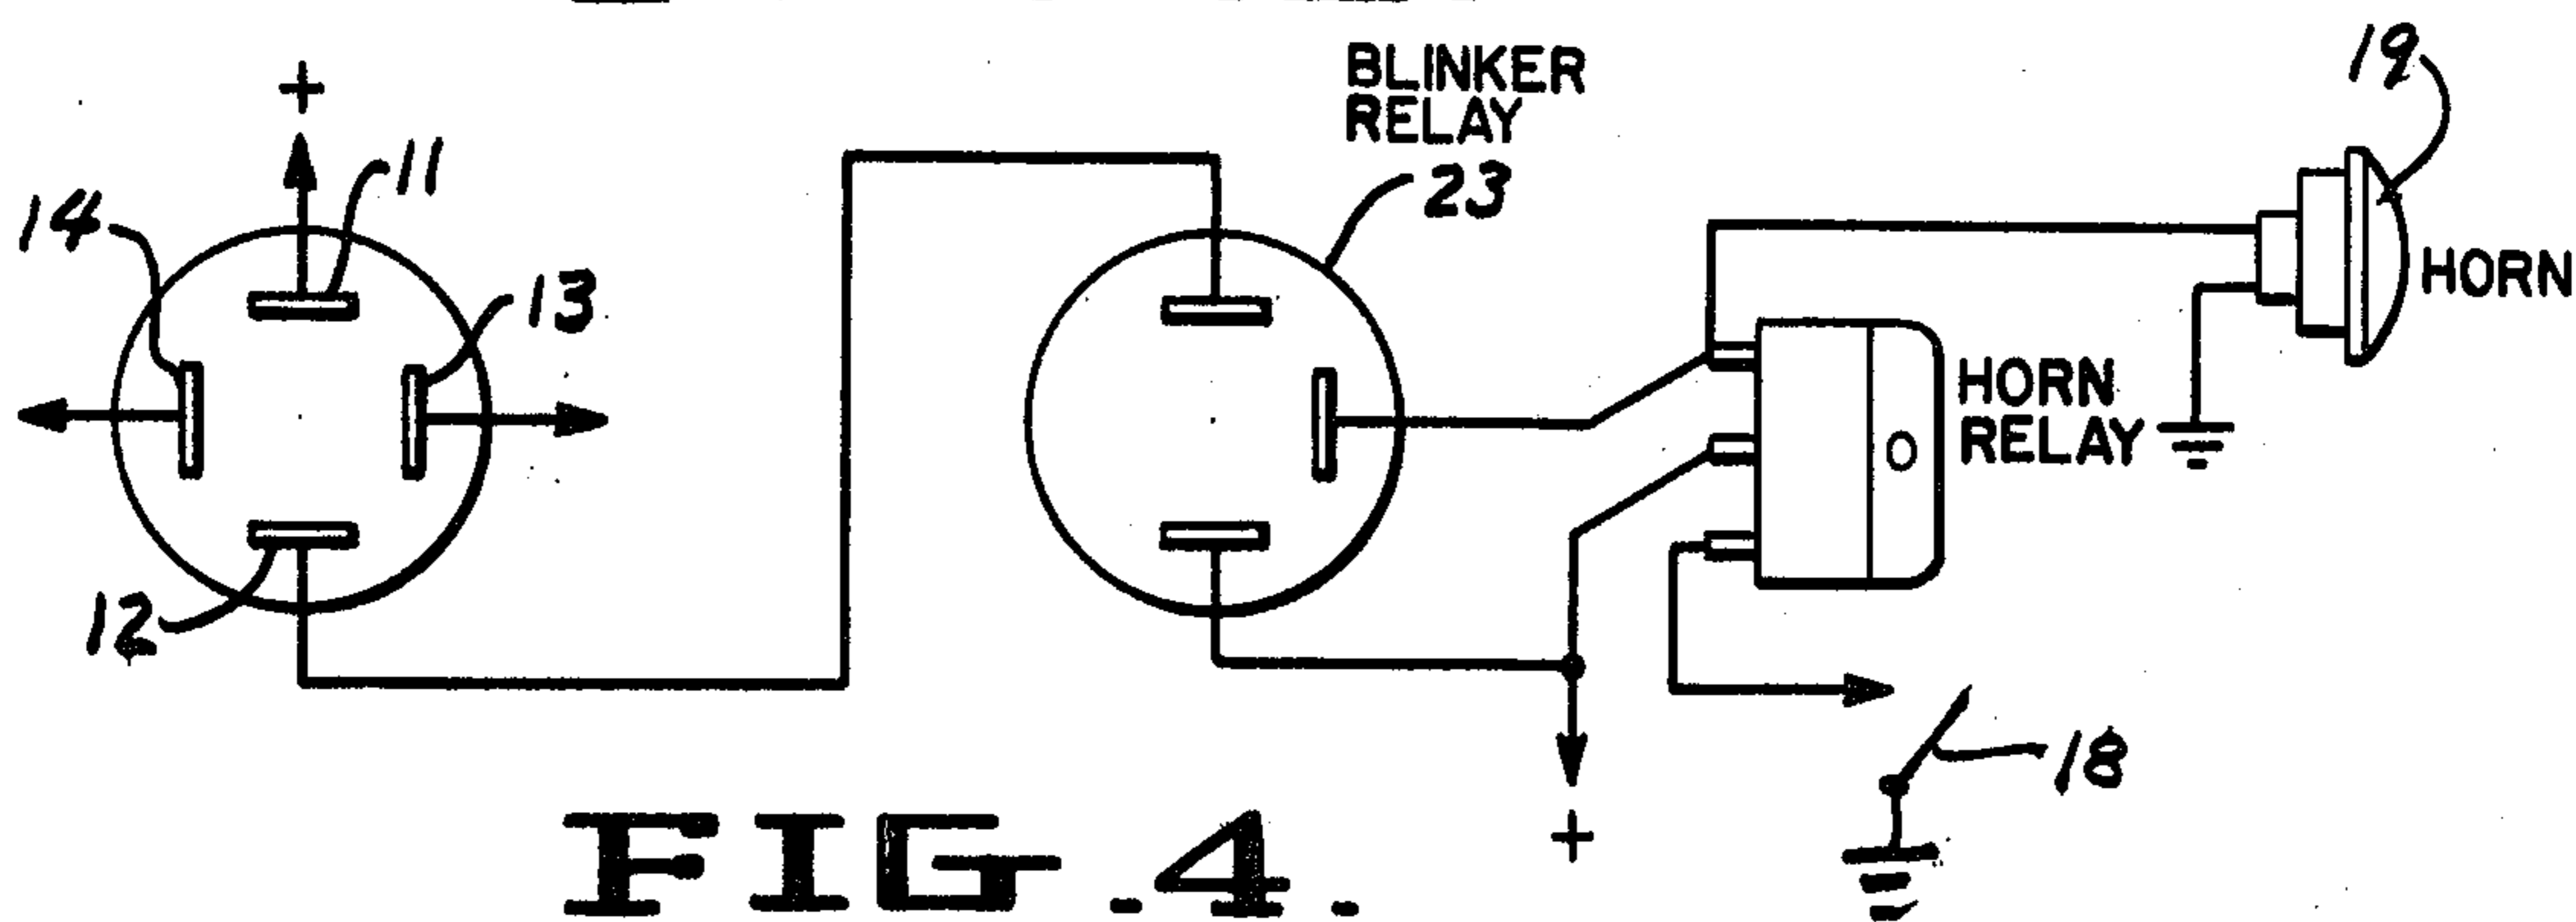 +
BLINKER
RELAY
23
19
11
14
13
HORN
HORN
RELAY
12
18
+
FIG.4.